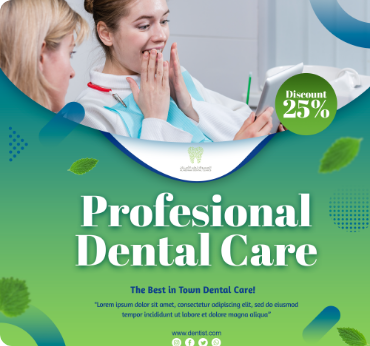 Discount
25%
Profesional
Dental Care
The Best in Town Dental Care!
"Lorem ipsum dolor sit amet, consectetur adipiscing elit, sed do eiusmod
tempor incididunt ut labore et dolore magna aliqua"
www.dentist.com